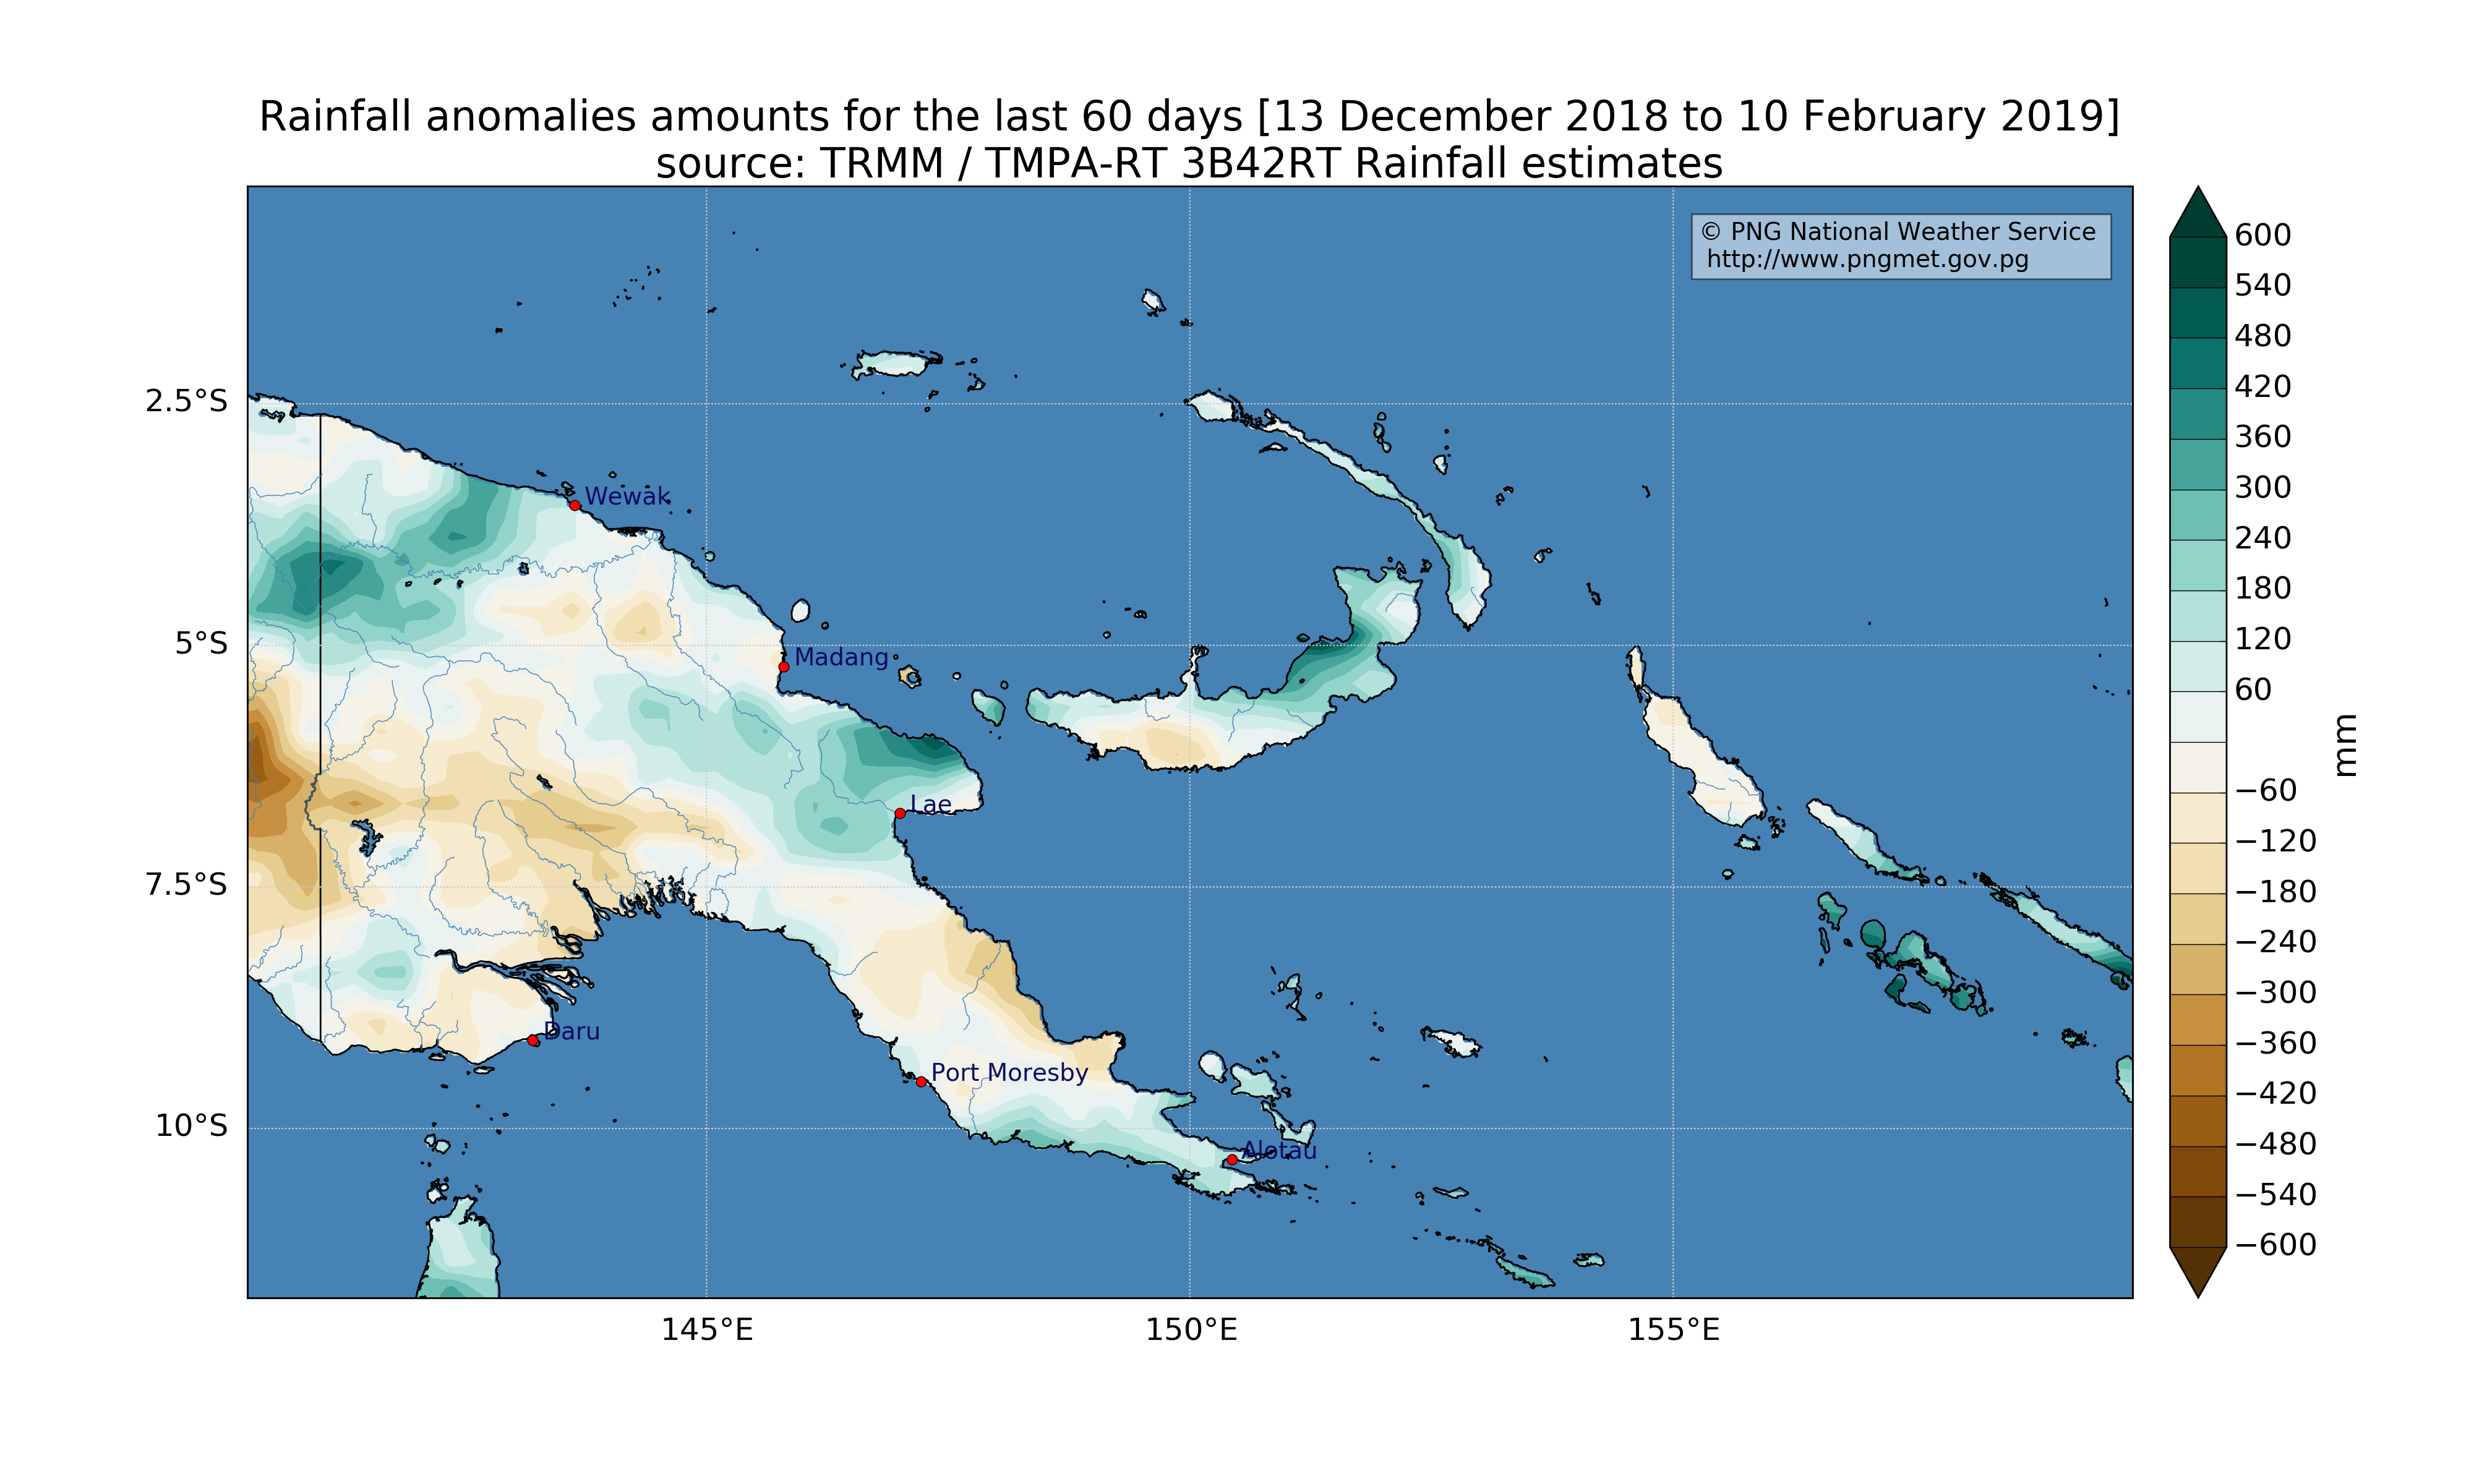 Rainfall anomalies amounts for the last 60 days [13 December 2018 to 10 February 2019]
source: TRMM / TMPA-RT 3B42RT Rainfall estimates
© PNG National Weather Service
http://www.pngmet.gov.pg
2.5°S
5°S
7.5°S
10°S
Wewak
Madang
Lae
Daru
Port Moresby
Alotau
145°E
150°E
155°E
600
540
480
420
360
300
240
180
120
60
−60
−120
−180
−240
−300
−360
−420
−480
−540
−600
mm